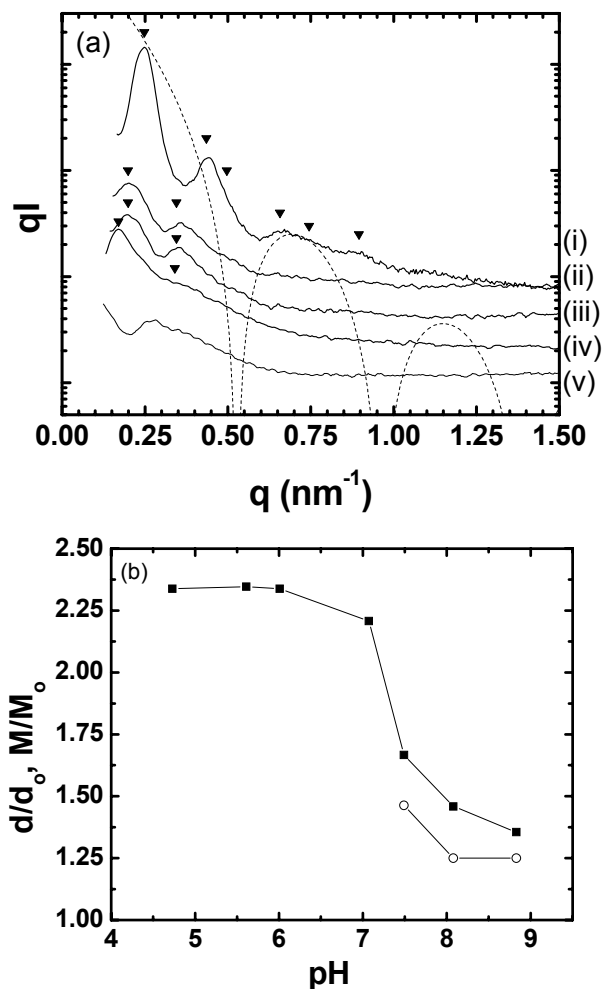 (a)
qI
(i)
(ii)
(iii)
(iv)
(v)
0.00 0.25 0.50 0.75 1.00 1.25 1.50
q (nm⁻¹)
(b)
2.50
2.25
2.00
1.75
1.50
1.25
1.00
d/dₒ, M/Mₒ
4 5 6 7 8 9
pH